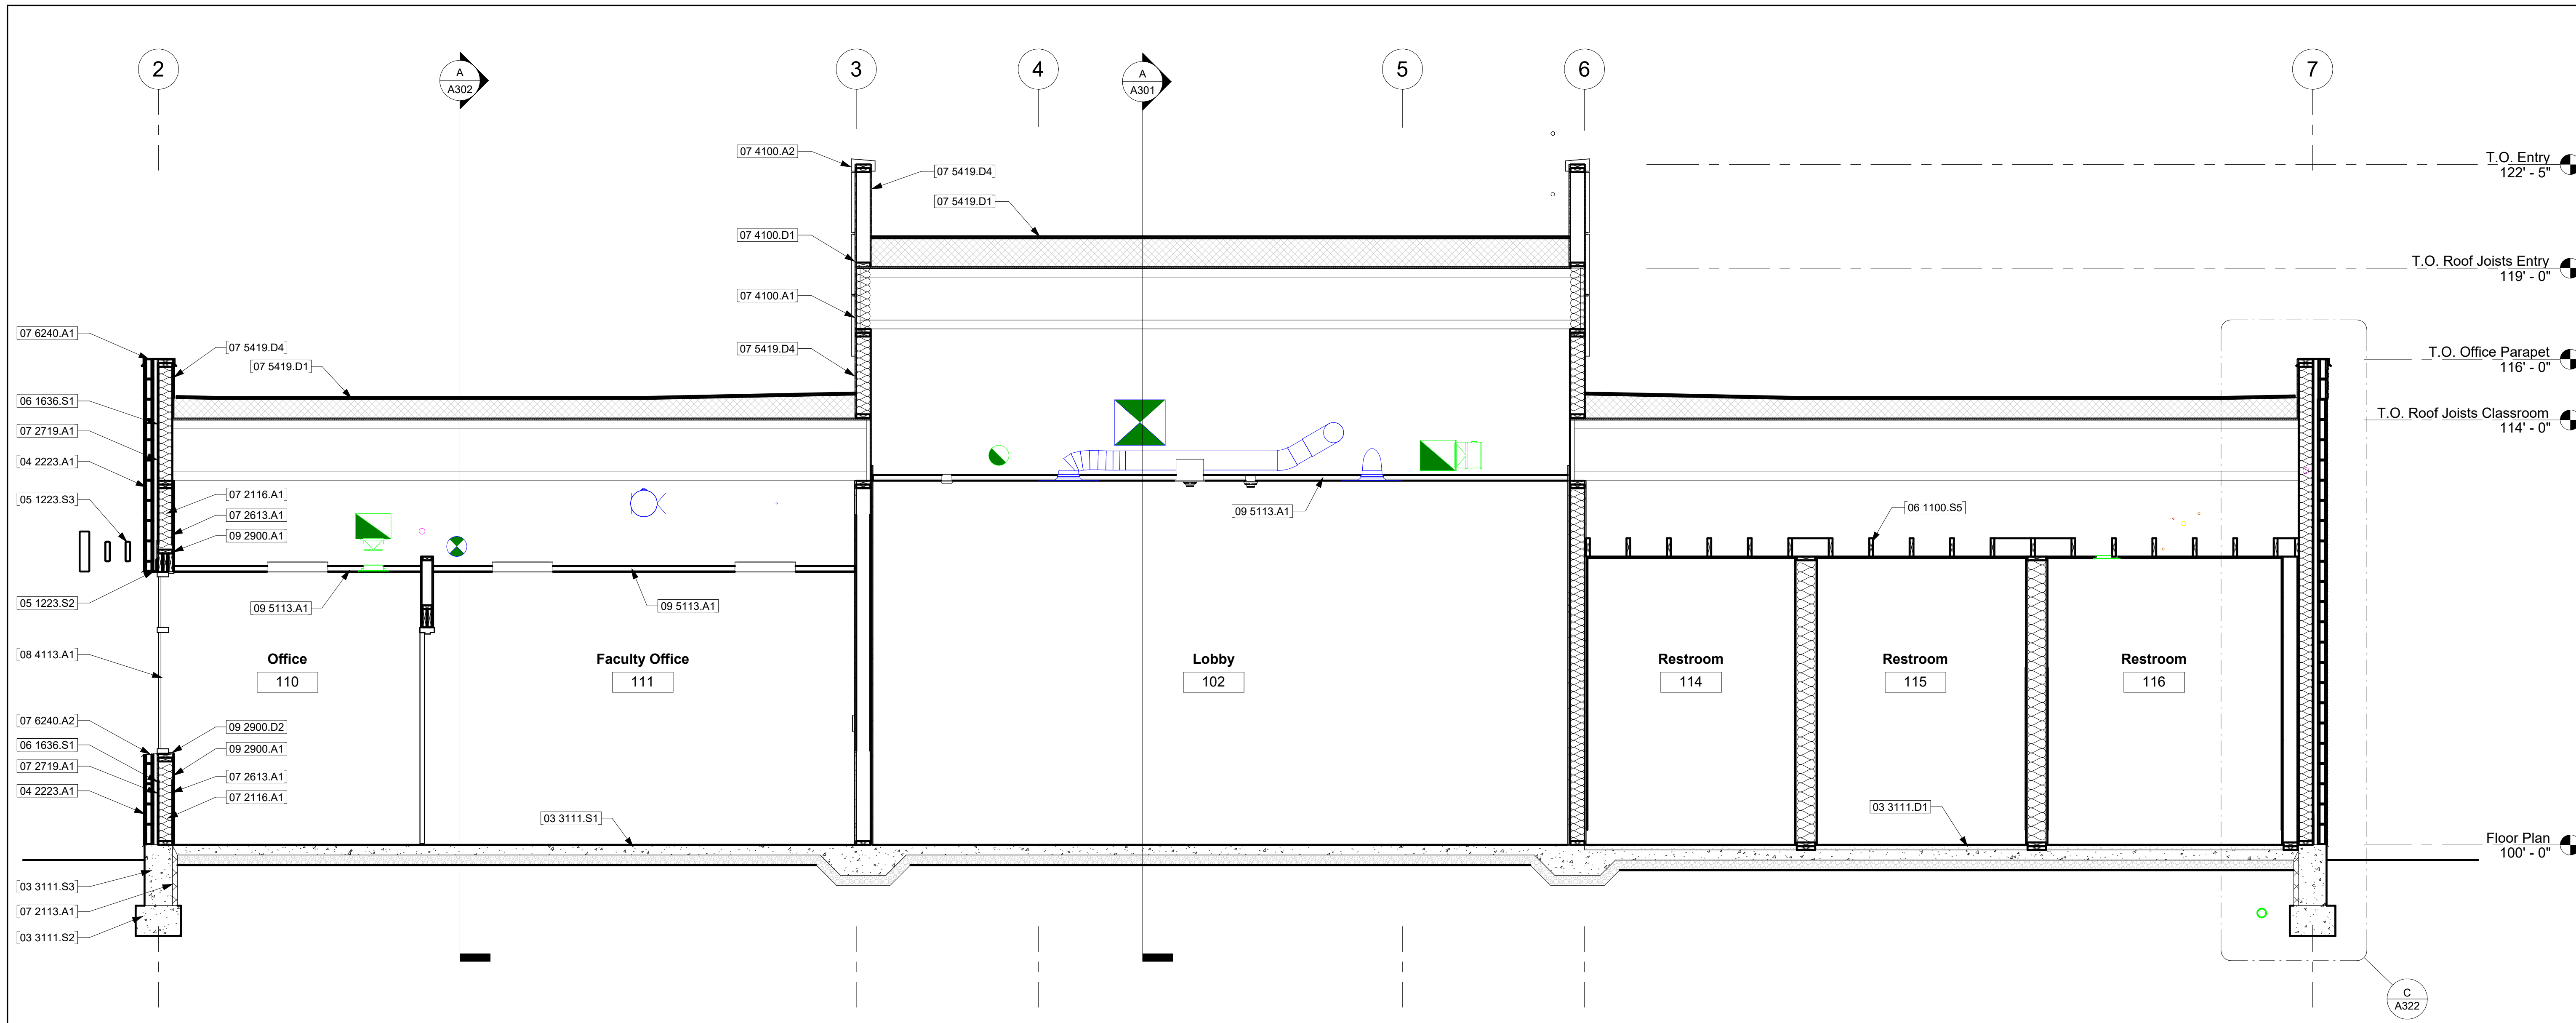 2
A
A302
3
4
A
A301
5
6
7
07 4100.A2
07 5419.D4
07 5419.D1
07 4100.D1
07 4100.A1
07 5419.D4
T.O. Entry
122' - 5"
T.O. Roof Joists Entry
119' - 0"
T.O. Office Parapet
116' - 0"
T.O. Roof Joists Classroom
114' - 0"
07 6240.A1
07 5419.D4
07 5419.D1
06 1636.S1
07 2719.A1
04 2223.A1
05 1223.S3
07 2116.A1
07 2613.A1
09 2900.A1
05 1223.S2
09 5113.A1
09 5113.A1
09 5113.A1
06 1100.S5
08 4113.A1
Office
110
Faculty Office
111
Lobby
102
Restroom
114
Restroom
115
Restroom
116
07 6240.A2
06 1636.S1
07 2719.A1
04 2223.A1
09 2900.D2
09 2900.A1
07 2613.A1
07 2116.A1
03 3111.S1
03 3111.D1
Floor Plan
100' - 0"
03 3111.S3
07 2113.A1
03 3111.S2
C
A322